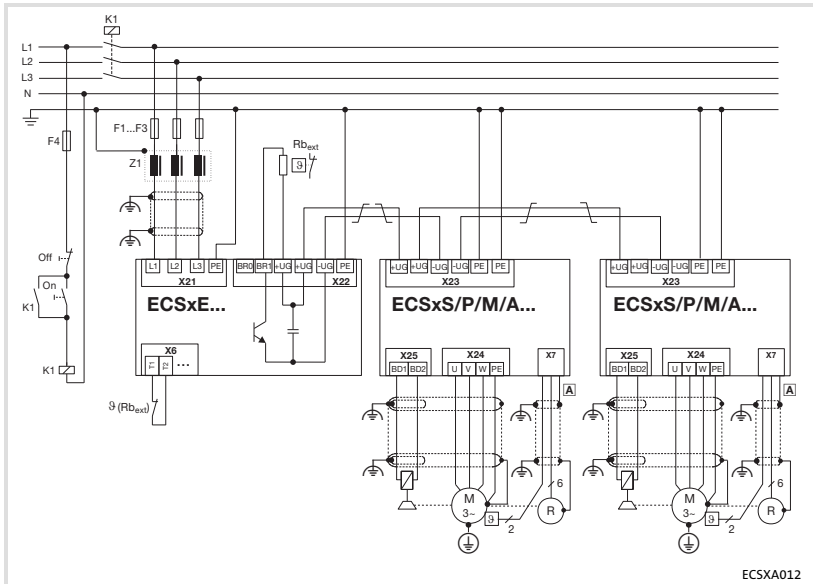 K1
L1
L2
L3
N
F4
F1...F3
Z1
Rb_ext
ϑ
Off
On
K1
K1
L1 L2 L3 PE
X21
BR0 BR1 +UG +UG -UG PE
X22
ECSxE...
X6
T1 T2 ...
ϑ (Rb_ext)
+UG +UG -UG -UG PE PE
X23
ECSxS/P/M/A...
X25
BD1 BD2
X24
U V W PE
X7
A
M
3~
ϑ
2
6
R
+UG +UG -UG -UG PE PE
X23
ECSxS/P/M/A...
X25
BD1 BD2
X24
U V W PE
X7
A
M
3~
ϑ
2
6
R
ECSXA012